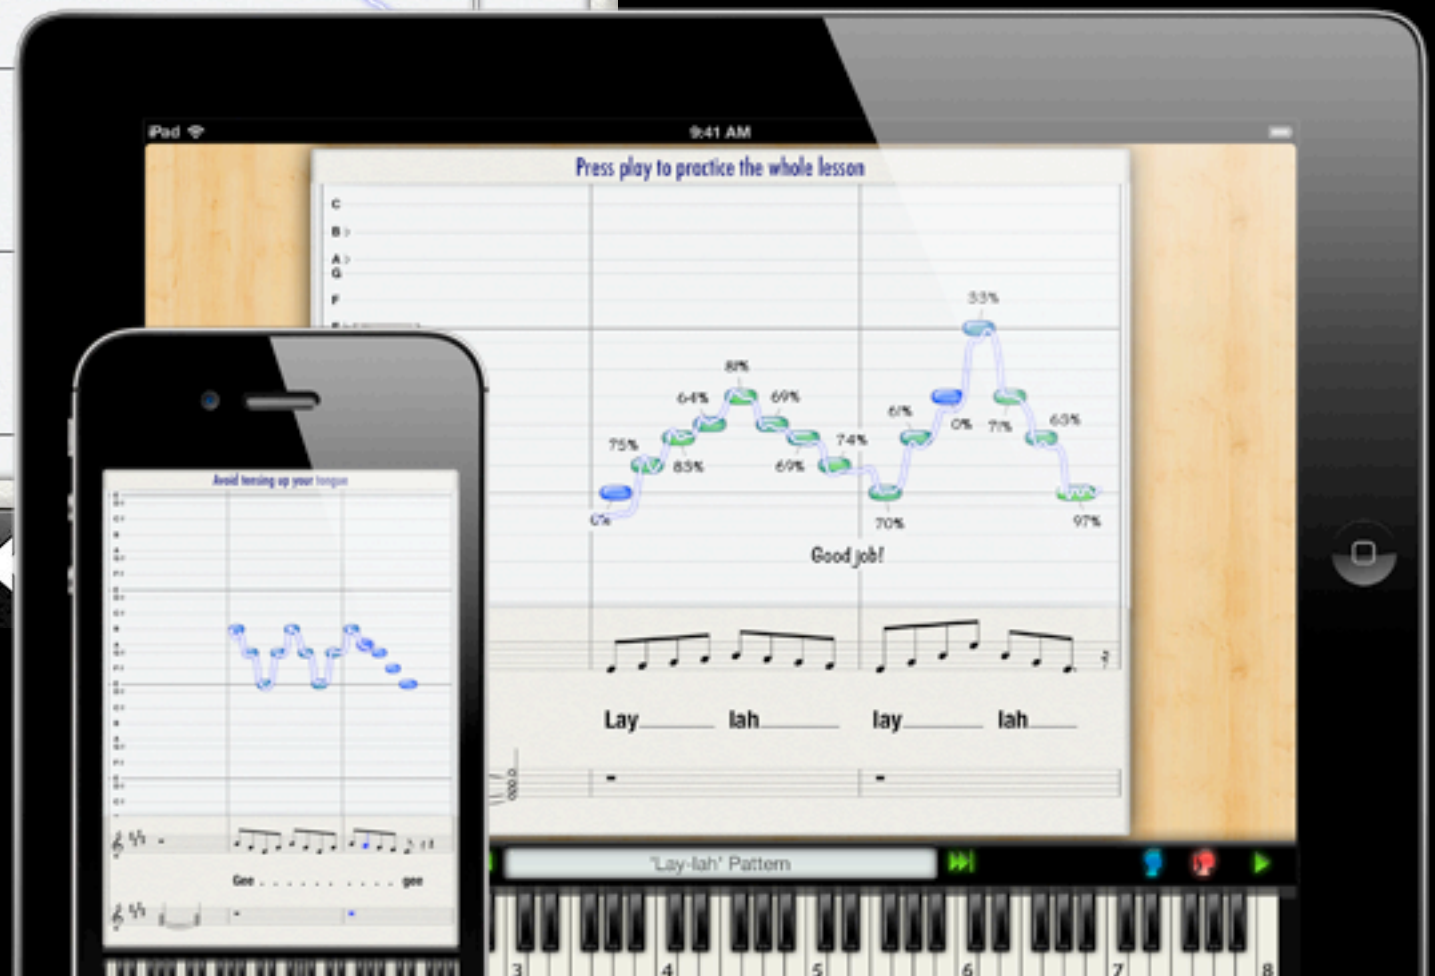 iPad
9:41 AM
Press play to practice the whole lesson
C
B♭
A♭
G
F
33%
81%
64%
69%
61%
0%
71%
63%
75%
83%
69%
74%
0%
70%
97%
Good job!
Lay lah lay lah
'Lay-lah' Pattern
3 4 5 6 7 8
Avoid tensing up your tongue
Gee . . . . . . . . . . gee